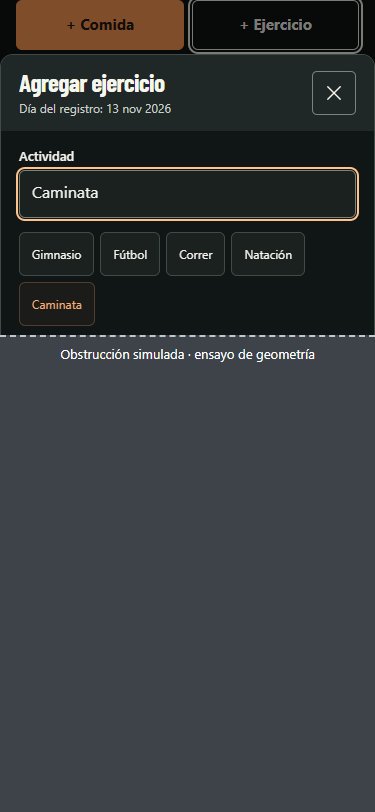 + Comida
+ Ejercicio
Agregar ejercicio
Día del registro: 13 nov 2026
Actividad
Caminata
Gimnasio
Fútbol
Correr
Natación
Caminata
Obstrucción simulada · ensayo de geometría